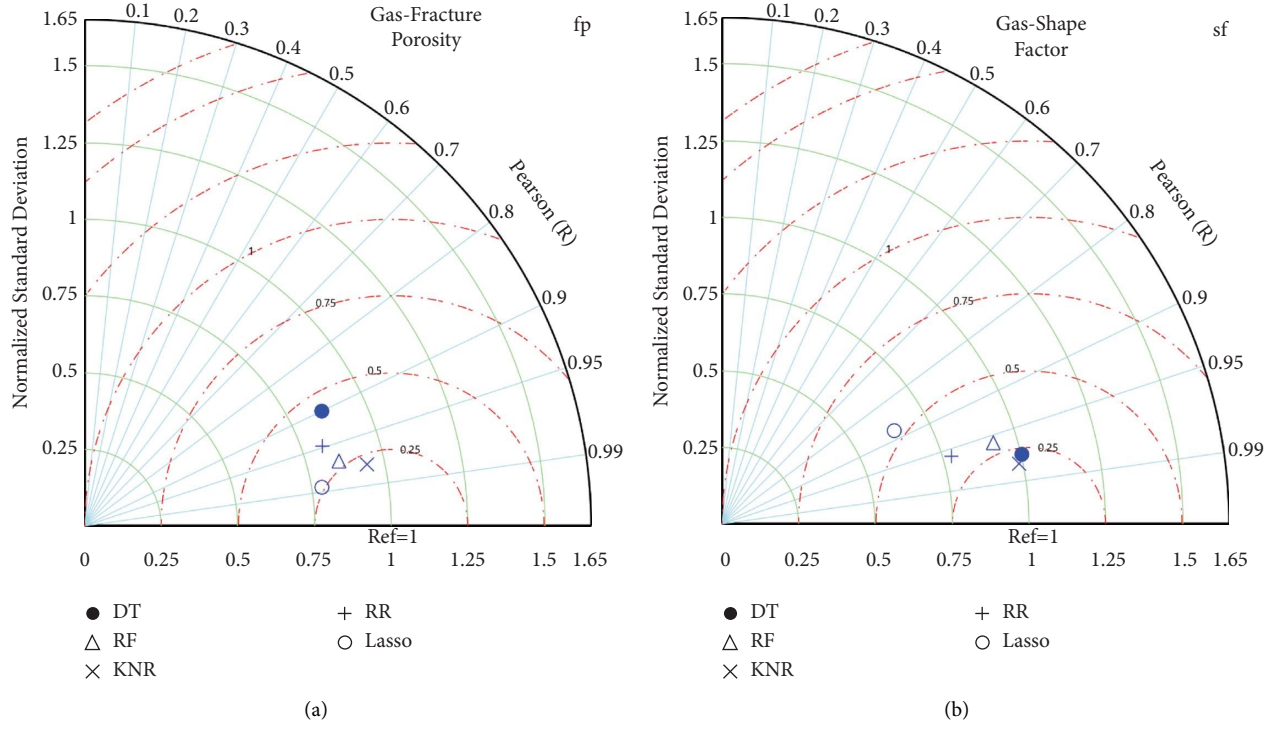 Gas-Fracture
Porosity
fp
Normalized Standard Deviation
1.65
1.5
1.25
1
0.75
0.5
0.25
0.1
0.2
0.3
0.4
0.5
0.6
0.7
0.8
0.9
0.95
0.99
Pearson (R)
1
0.75
0.5
0.25
Ref=1
0 0.25 0.5 0.75 1 1.25 1.5 1.65
DT
RF
KNR
RR
Lasso
(a)
Gas-Shape
Factor
sf
Normalized Standard Deviation
1.65
1.5
1.25
1
0.75
0.5
0.25
0.1
0.2
0.3
0.4
0.5
0.6
0.7
0.8
0.9
0.95
0.99
Pearson (R)
1
0.75
0.5
0.25
Ref=1
0 0.25 0.5 0.75 1 1.25 1.5 1.65
DT
RF
KNR
RR
Lasso
(b)